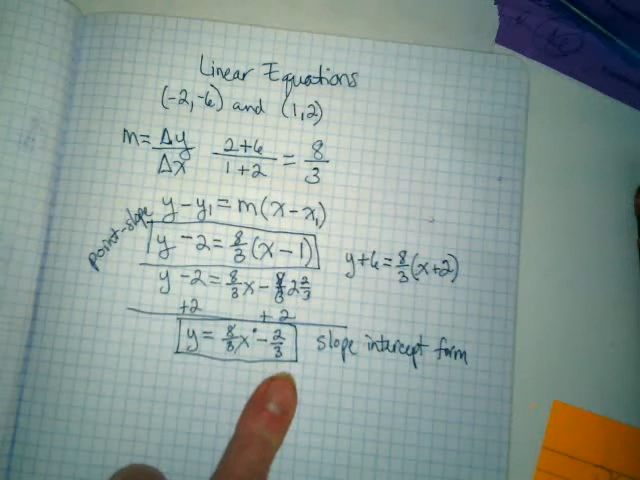 Linear Equations
(-2,-6) and (1,2)
m = Δy/Δx (2+6)/(1+2) = 8/3
y - y₁ = m(x - x₁)
point-slope
y - 2 = 8/3(x - 1)
y + 6 = 8/3(x + 2)
y - 2 = 8/3x - 2 2/3
+2 + 2
y = 8/3x - 2/3 slope intercept form